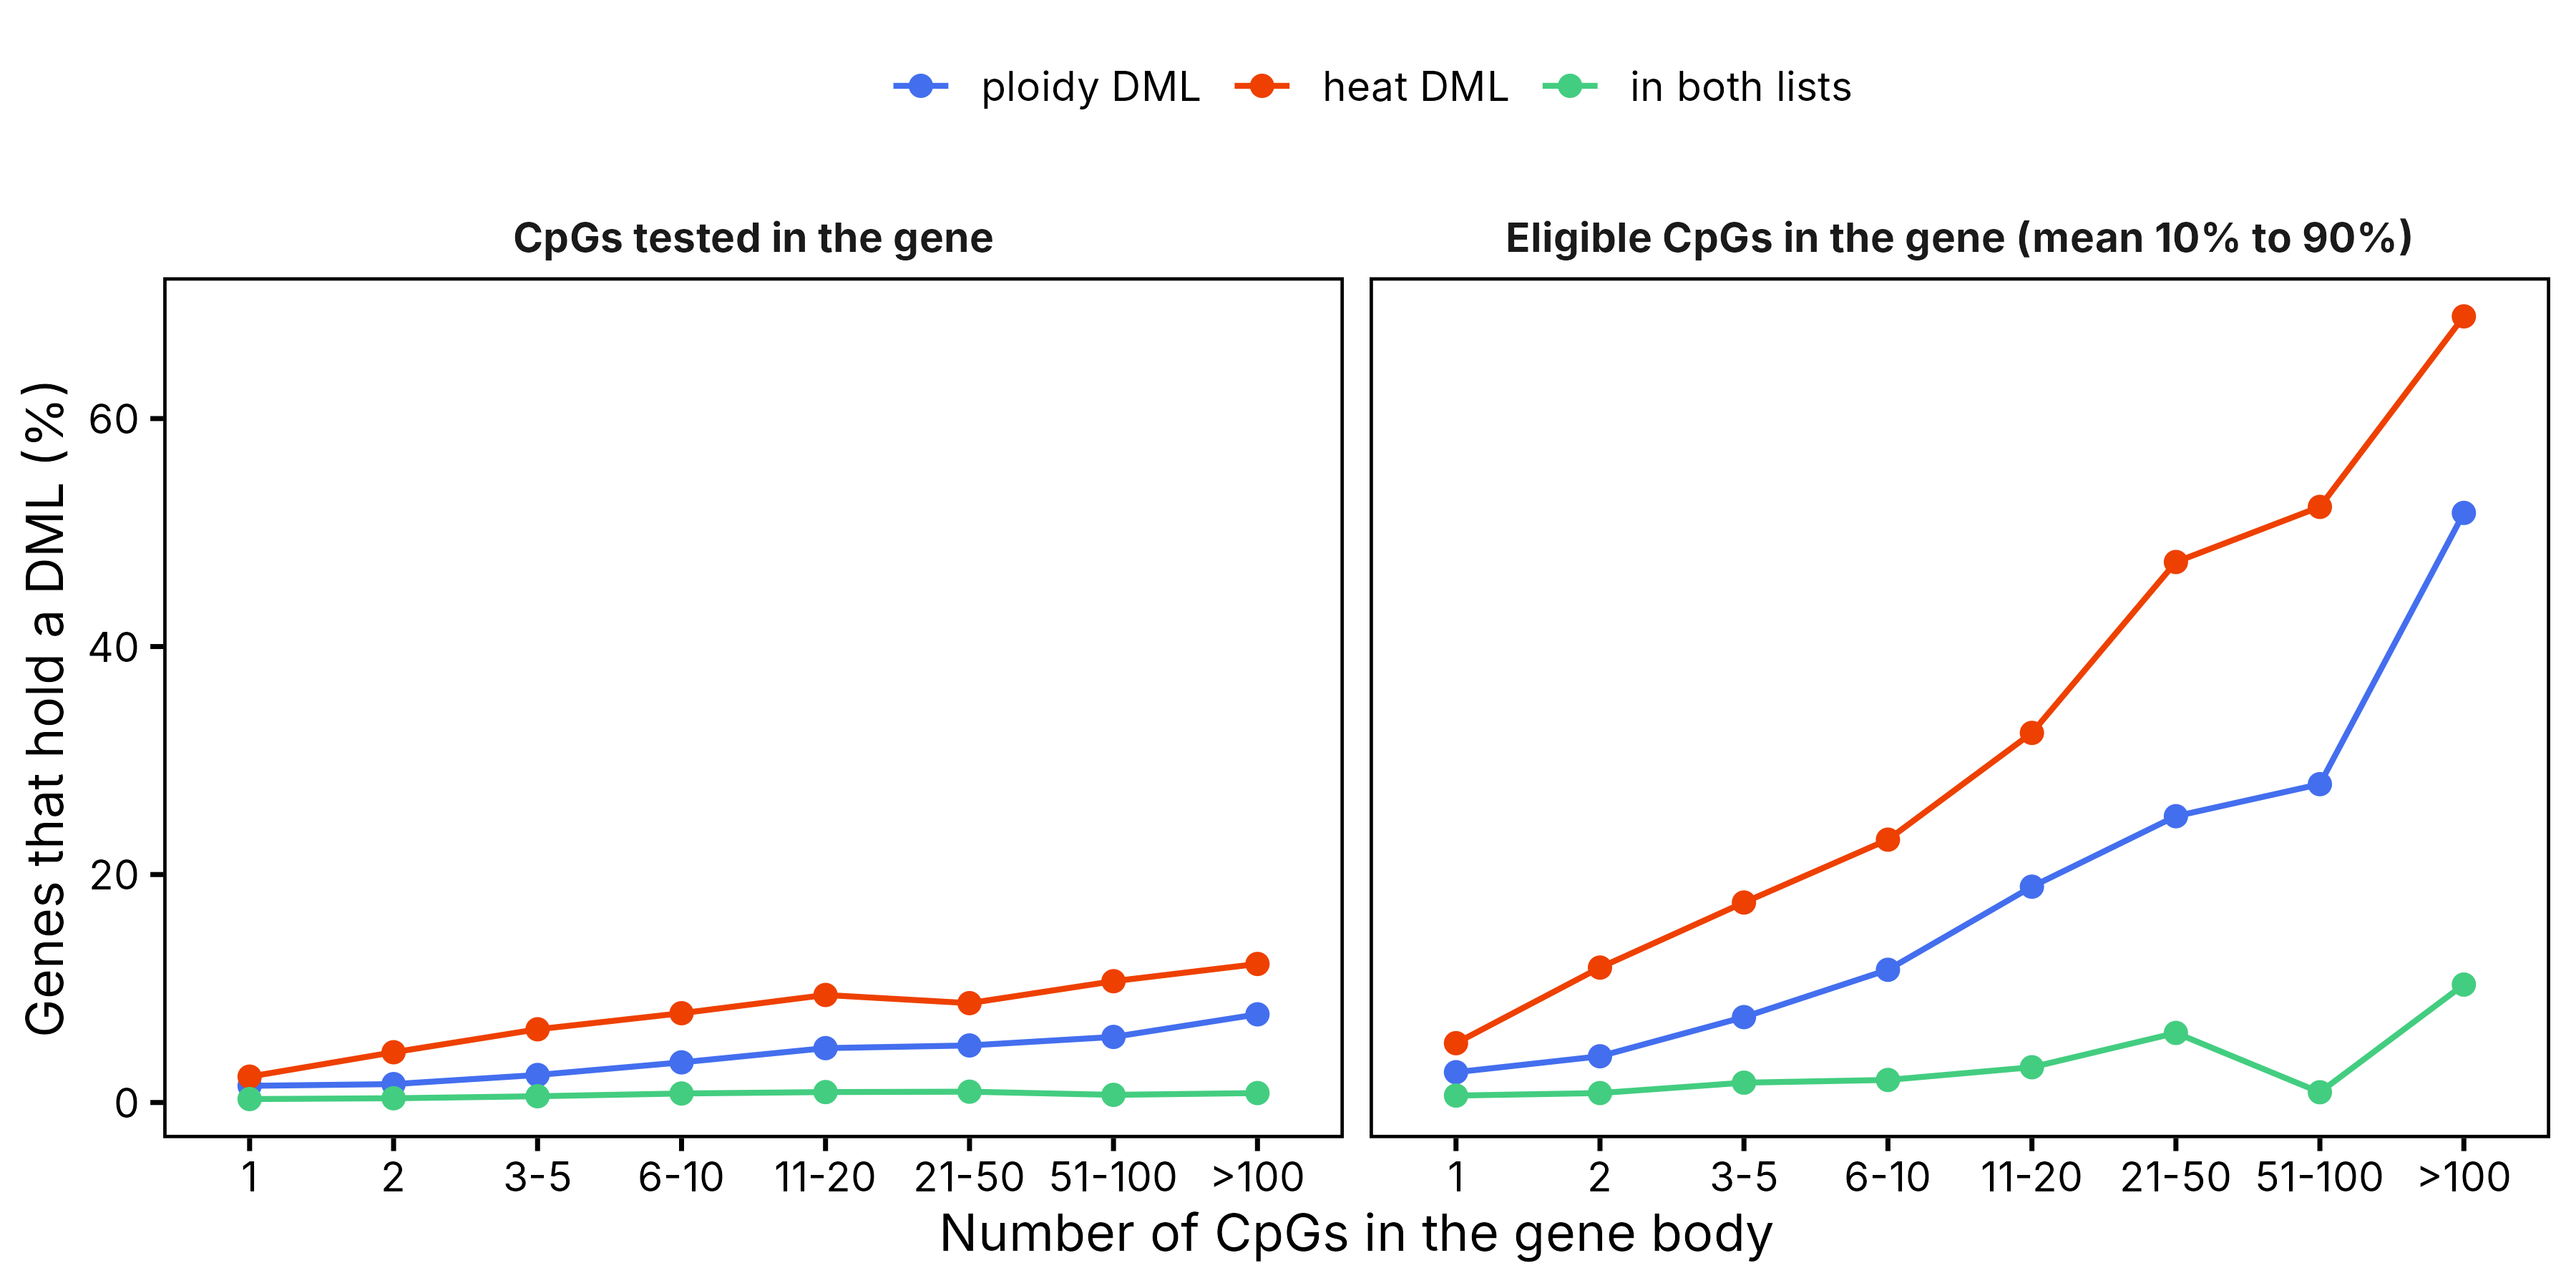 ploidy DML heat DML in both lists
CpGs tested in the gene
Eligible CpGs in the gene (mean 10% to 90%)
Genes that hold a DML (%)
60
40
20
0
1 2 3-5 6-10 11-20 21-50 51-100 >100
1 2 3-5 6-10 11-20 21-50 51-100 >100
Number of CpGs in the gene body